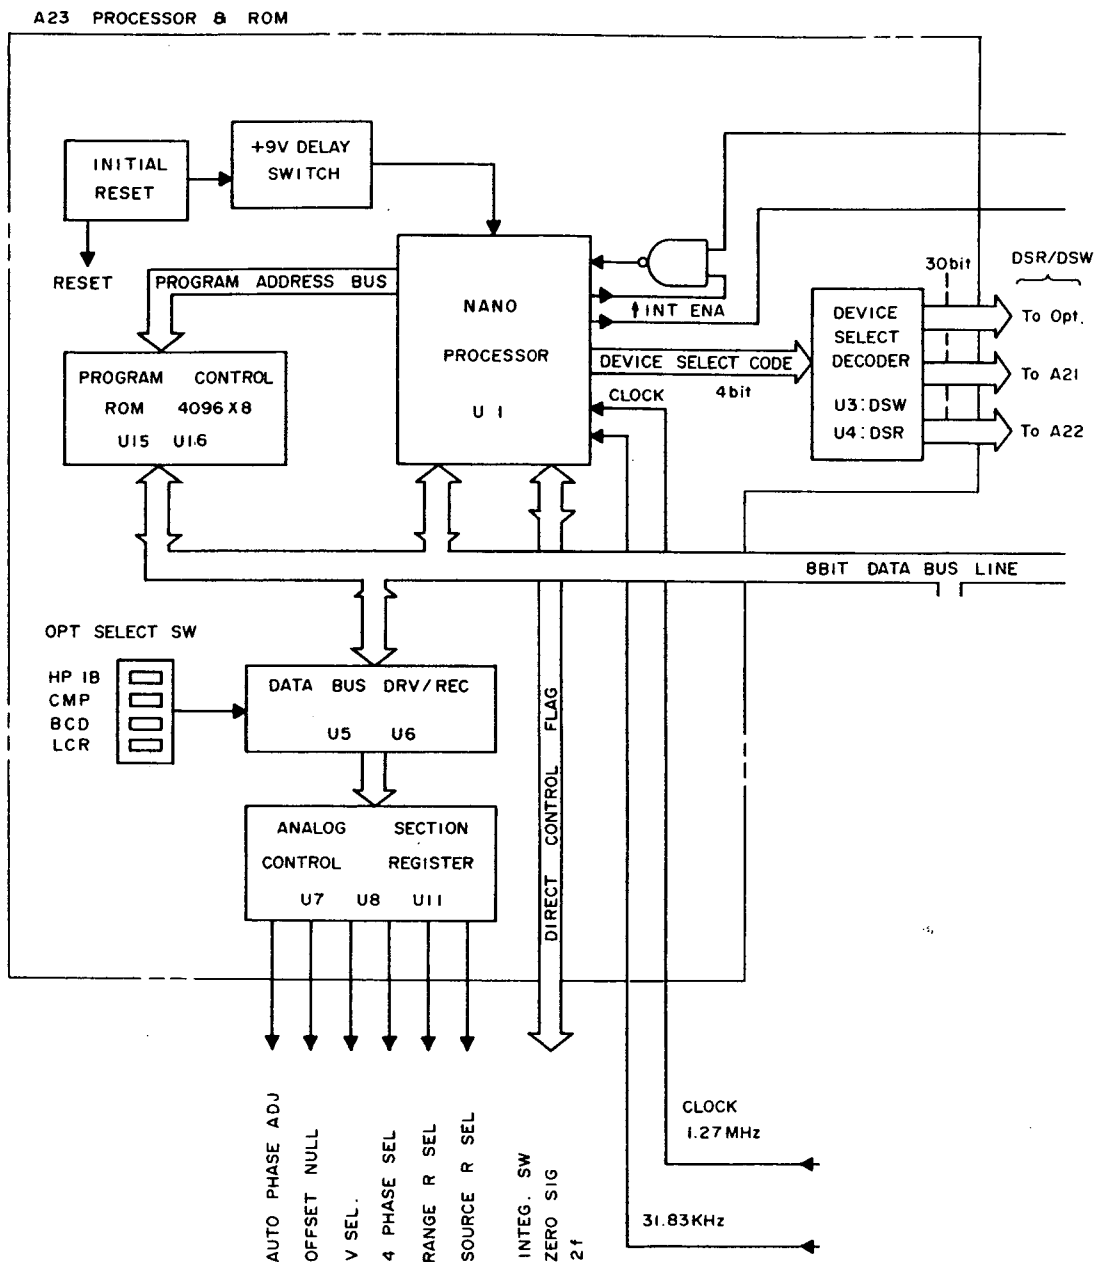 A23 PROCESSOR & ROM
INITIAL
RESET
+9V DELAY
SWITCH
RESET
PROGRAM ADDRESS BUS
NANO
PROCESSOR
U1
INT ENA
DEVICE SELECT CODE
4bit
CLOCK
30bit
DSR/DSW
DEVICE
SELECT
DECODER
U3:DSW
U4:DSR
To Opt.
To A21
To A22
PROGRAM CONTROL
ROM 4096X8
U15 U16
8BIT DATA BUS LINE
OPT SELECT SW
HP IB
CMP
BCD
LCR
DATA BUS DRV/REC
U5 U6
ANALOG SECTION
CONTROL REGISTER
U7 U8 U11
DIRECT CONTROL FLAG
AUTO PHASE ADJ
OFFSET NULL
V SEL.
4 PHASE SEL
RANGE R SEL
SOURCE R SEL
INTEG. SW
ZERO SIG
2f
CLOCK
1.27MHz
31.83KHz